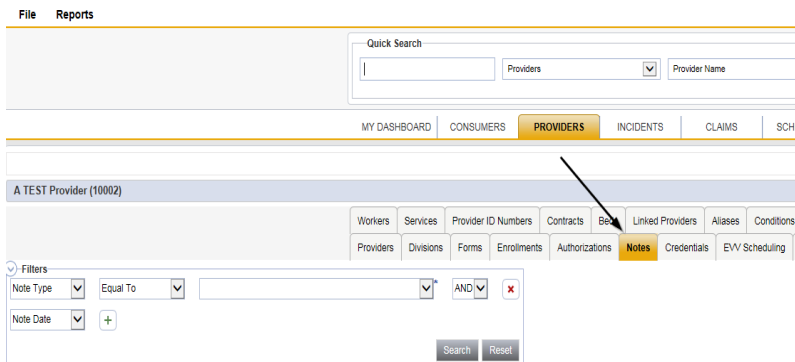 File Reports
Quick Search
Providers Provider Name
MY DASHBOARD CONSUMERS PROVIDERS INCIDENTS CLAIMS SCH
A TEST Provider (10002)
Workers Services Provider ID Numbers Contracts Linked Providers Aliases Conditions
Providers Divisions Forms Enrollments Authorizations Notes Credentials EVV Scheduling
Filters
Note Type Equal To * AND
Note Date
Search Reset